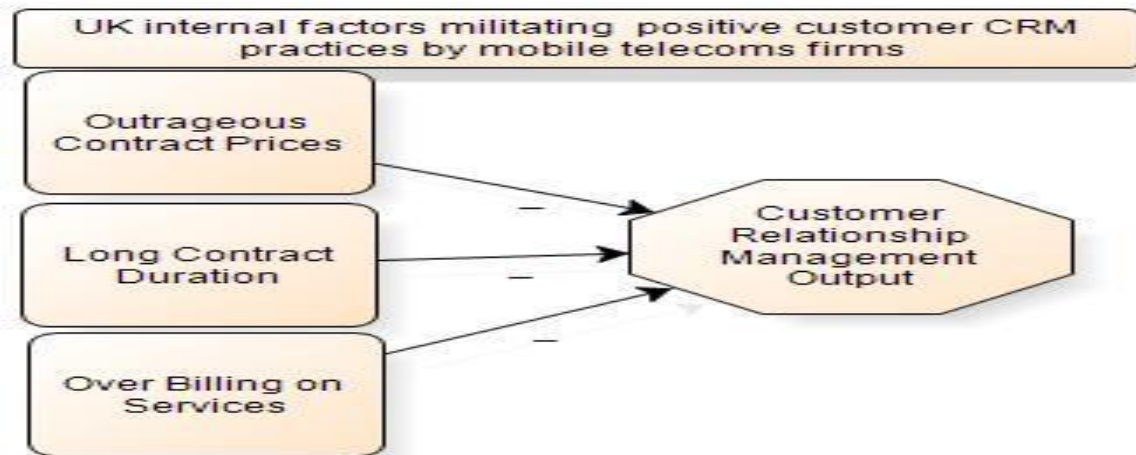 UK internal factors militating positive customer CRM
practices by mobile telecoms firms
Outrageous
Contract Prices
Long Contract
Duration
Over Billing on
Services
Customer
Relationship
Management
Output
–
–
–